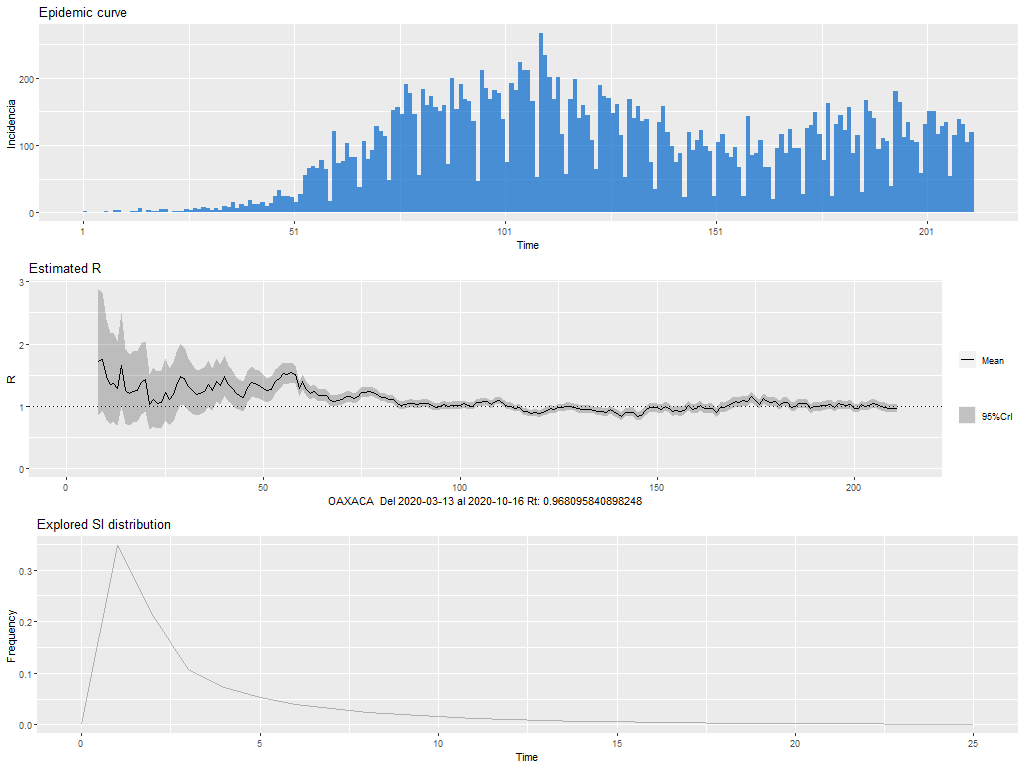 Epidemic curve
Incidencia
200
100
0
1
51
101
151
201
Time
Estimated R
R
3
2
1
0
0
50
100
150
200
OAXACA Del 2020-03-13 al 2020-10-16 Rt: 0.968095840898248
Mean
95%CrI
Explored SI distribution
Frequency
0.3
0.2
0.1
0.0
0
5
10
15
20
25
Time